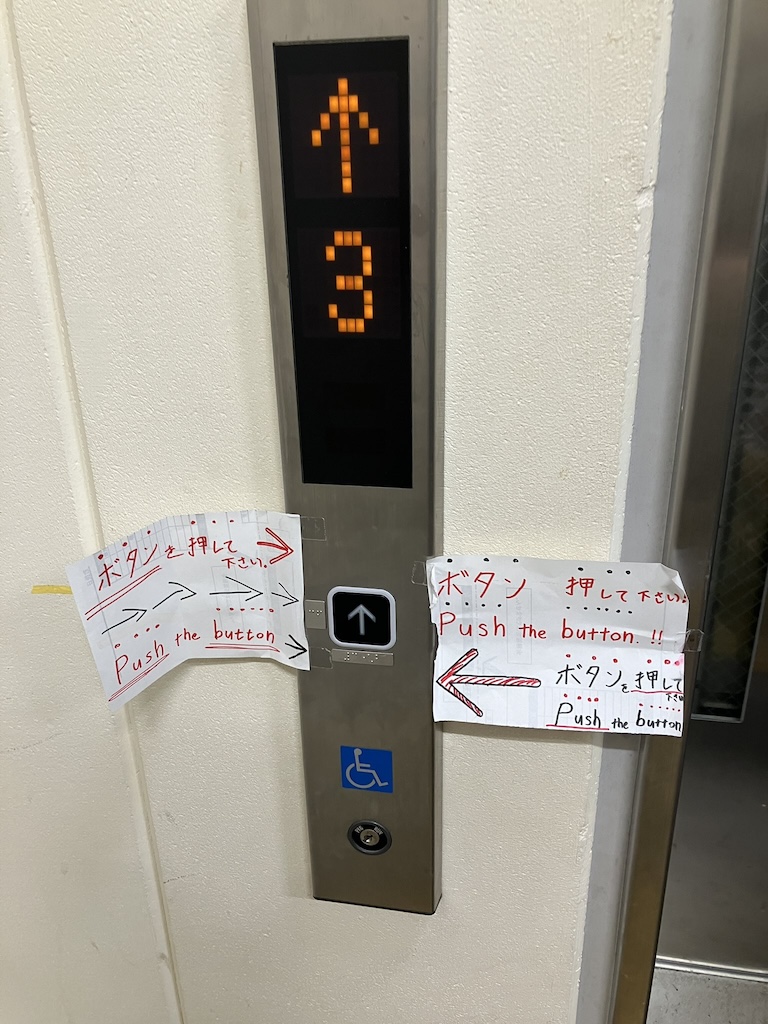 3
ボタンを押して
下さい。
Push the button
ボタン 押して下さい。
Push the button.!!
ボタンを押して
下さい
Push the button